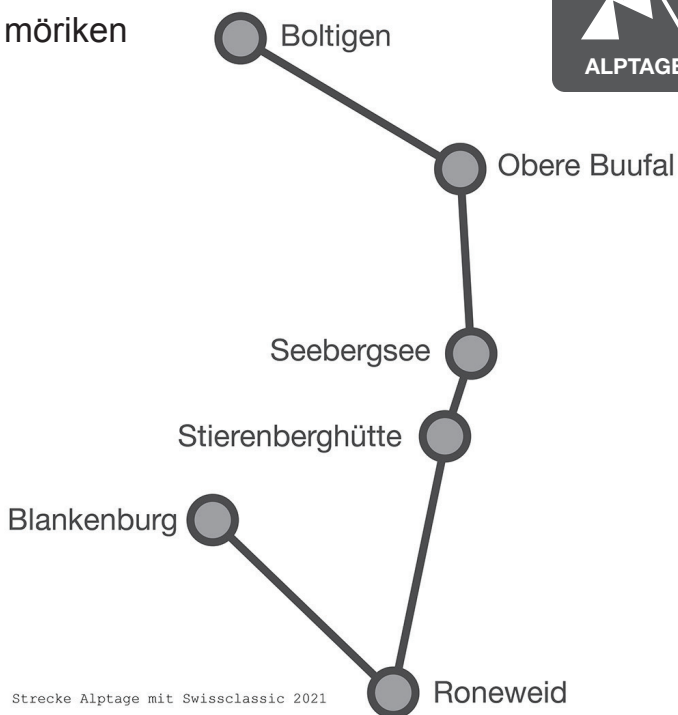 möriken
Boltigen
ALPTAGE
Obere Buufal
Seebergsee
Stierenberghütte
Blankenburg
Roneweid
Strecke Alptage mit Swissclassic 2021